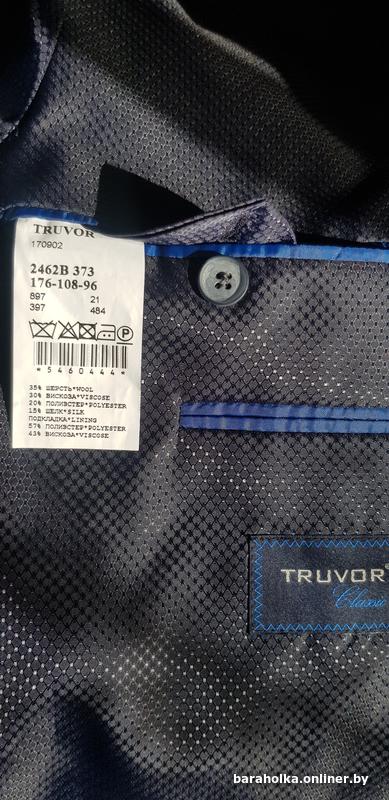 TRUVOR
170902
2462B 373
176-108-96
897 21
397 484
P
*5460444*
35% ШЕРСТЬ*WOOL
30% ВИСКОЗА*VISCOSE
20% ПОЛИЭСТЕР*POLYESTER
15% ШЕЛК*SILK
ПОДКЛАДКА*LINING
57% ПОЛИЭСТЕР*POLYESTER
43% ВИСКОЗА*VISCOSE
TRUVOR
Classic
baraholka.onliner.by